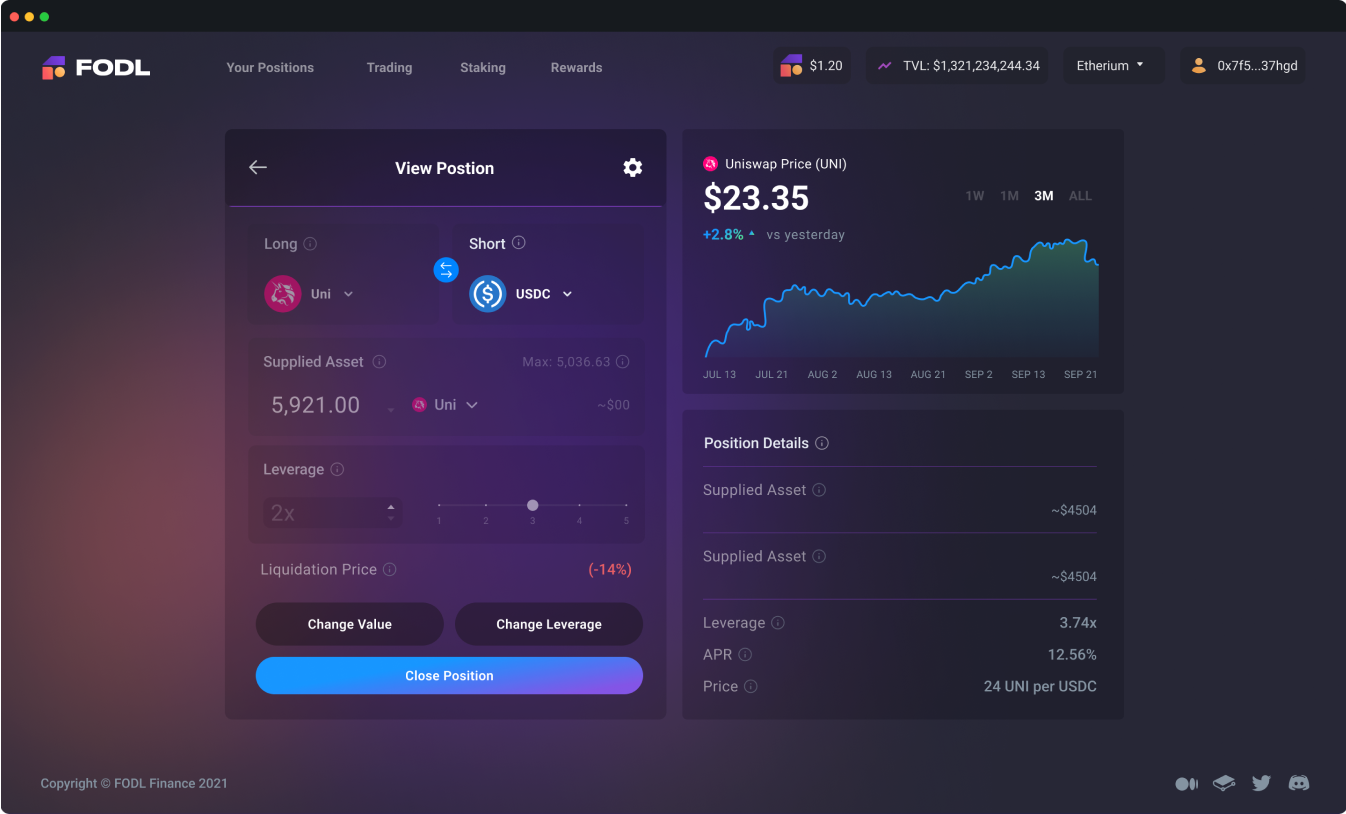 FODL
Your Positions
Trading
Staking
Rewards
$1.20
TVL: $1,321,234,244.34
Etherium
0x7f5...37hgd
View Postion
Long
Short
Uni
USDC
Supplied Asset
Max: 5,036.63
5,921.00
Uni
~$00
Leverage
2x
1 2 3 4 5
Liquidation Price
(-14%)
Change Value
Change Leverage
Close Position
Uniswap Price (UNI)
$23.35
1W 1M 3M ALL
+2.8% vs yesterday
JUL 13 JUL 21 AUG 2 AUG 13 AUG 21 SEP 2 SEP 13 SEP 21
Position Details
Supplied Asset
~$4504
Supplied Asset
~$4504
Leverage
3.74x
APR
12.56%
Price
24 UNI per USDC
Copyright © FODL Finance 2021